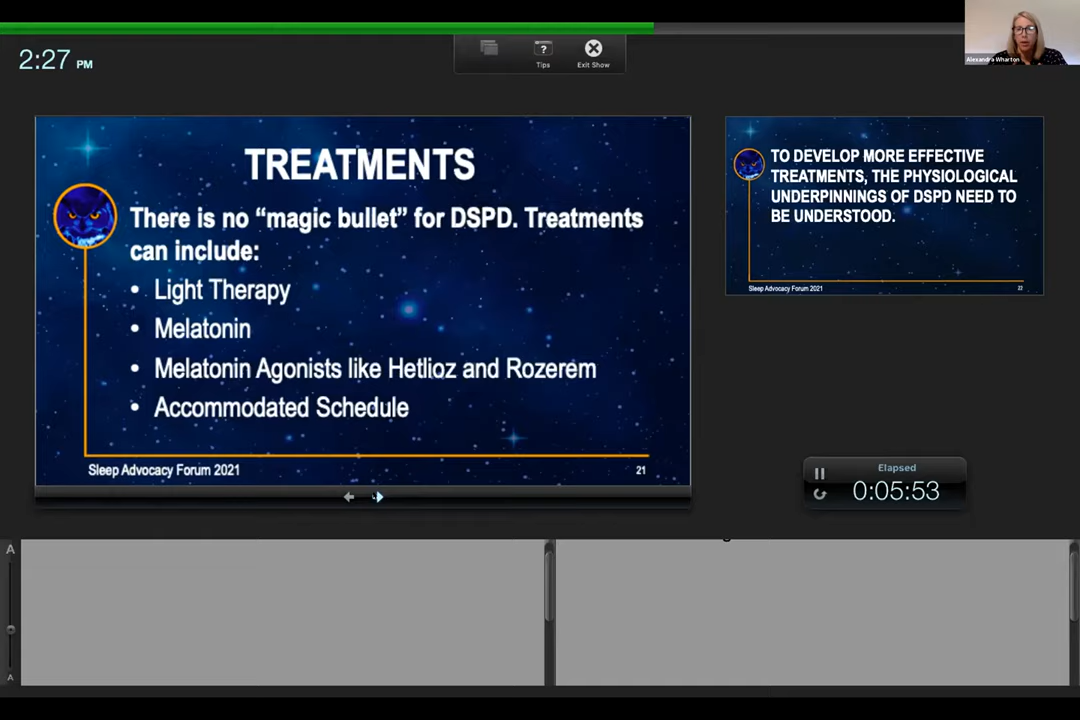 Alexandra Wharton
2:27 PM
Tips
Exit Show
TREATMENTS
There is no “magic bullet” for DSPD. Treatments
can include:
• Light Therapy
• Melatonin
• Melatonin Agonists like Hetlioz and Rozerem
• Accommodated Schedule
Sleep Advocacy Forum 2021
21
TO DEVELOP MORE EFFECTIVE
TREATMENTS, THE PHYSIOLOGICAL
UNDERPINNINGS OF DSPD NEED TO
BE UNDERSTOOD.
Sleep Advocacy Forum 2021
22
Elapsed
0:05:53
A
A